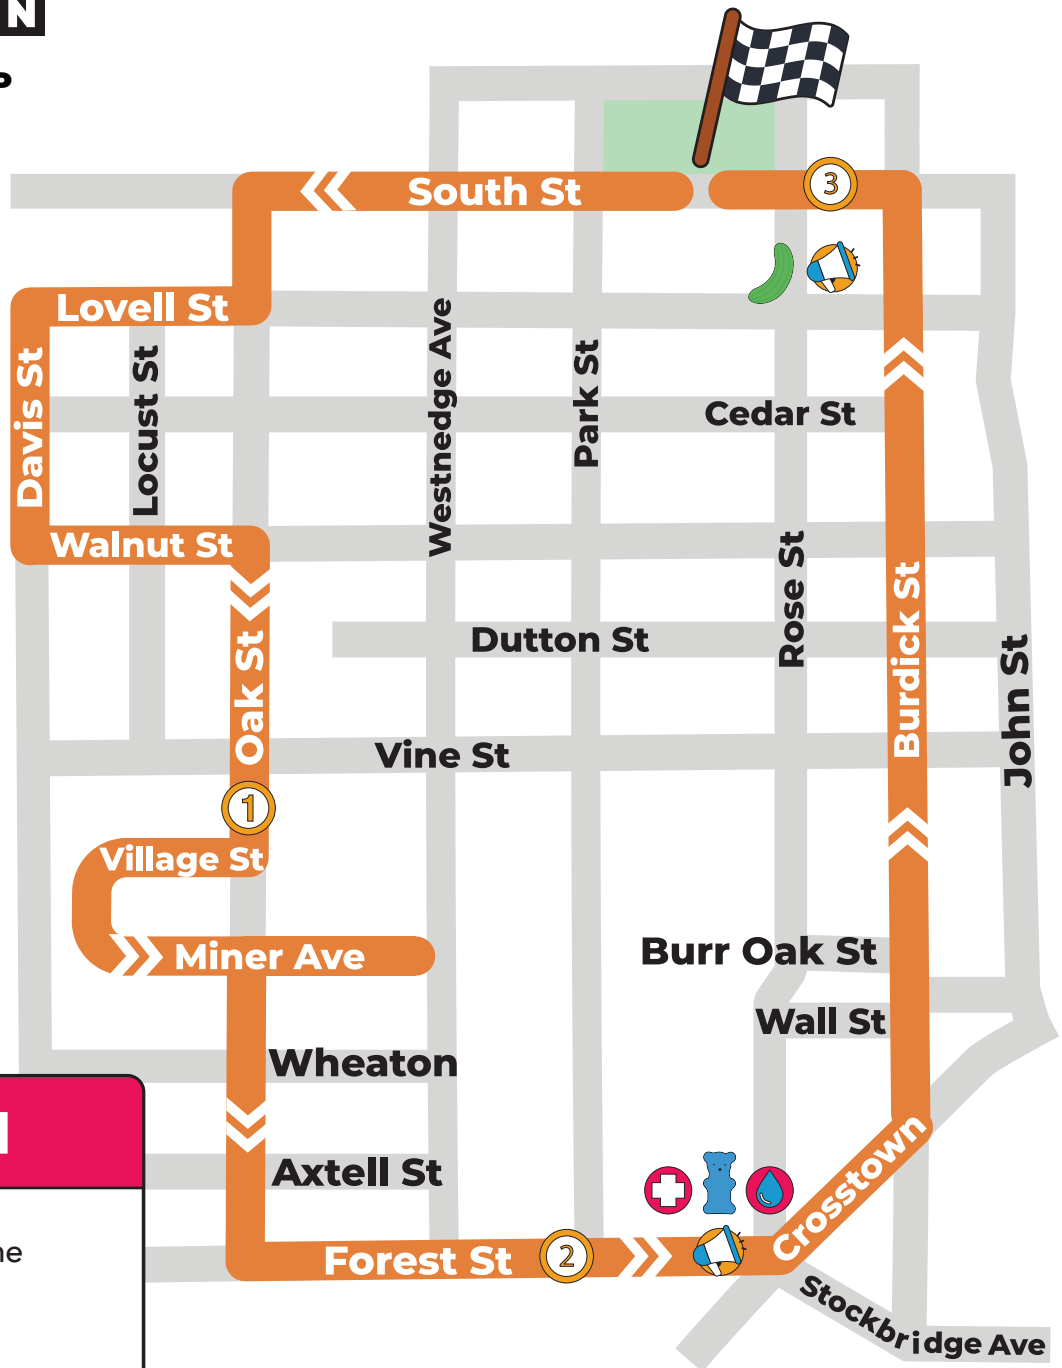 N
P
South St
3
Lovell St
Davis St
Locust St
Westnedge Ave
Park St
Cedar St
Walnut St
Oak St
Dutton St
Rose St
Burdick St
John St
Vine St
1
Village St
Miner Ave
Burr Oak St
Wall St
Wheaton
Axtell St
Crosstown
Forest St
2
Stockbridge Ave
ne